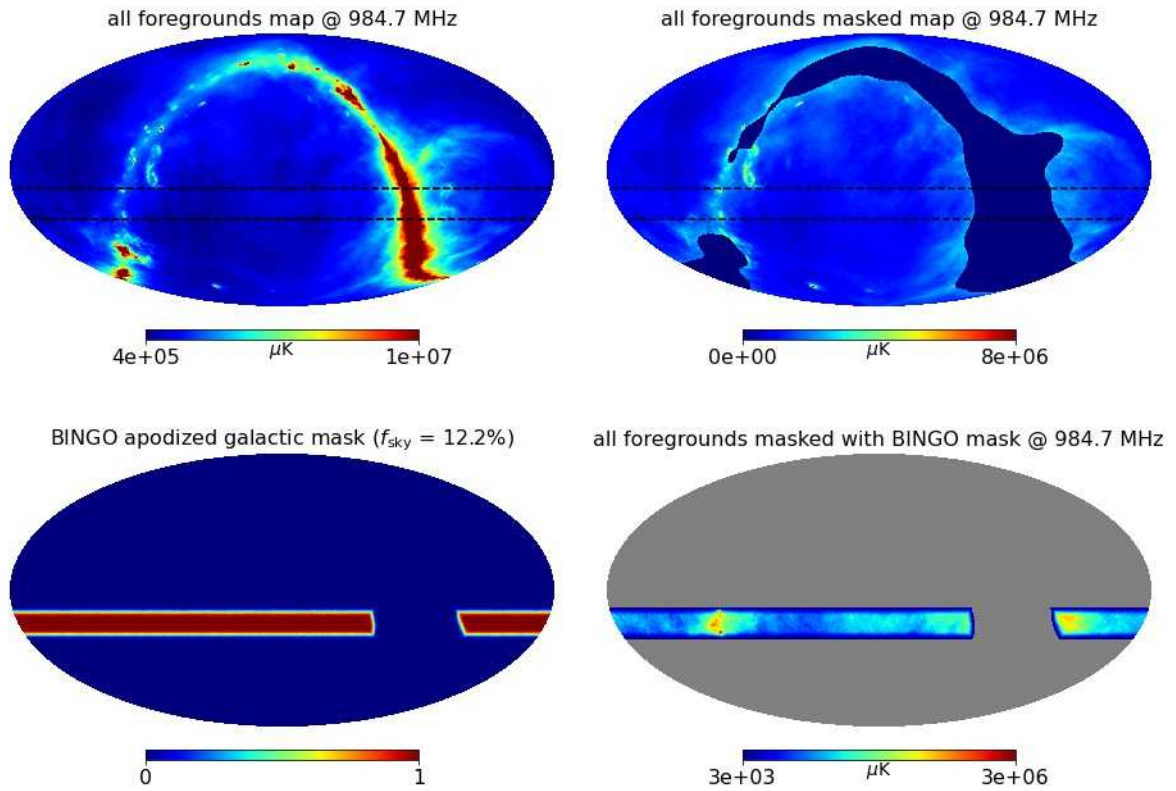 all foregrounds map @ 984.7 MHz
all foregrounds masked map @ 984.7 MHz
4e+05
μK
1e+07
0e+00
μK
8e+06
BINGO apodized galactic mask (fsky = 12.2%)
all foregrounds masked with BINGO mask @ 984.7 MHz
0
1
3e+03
μK
3e+06